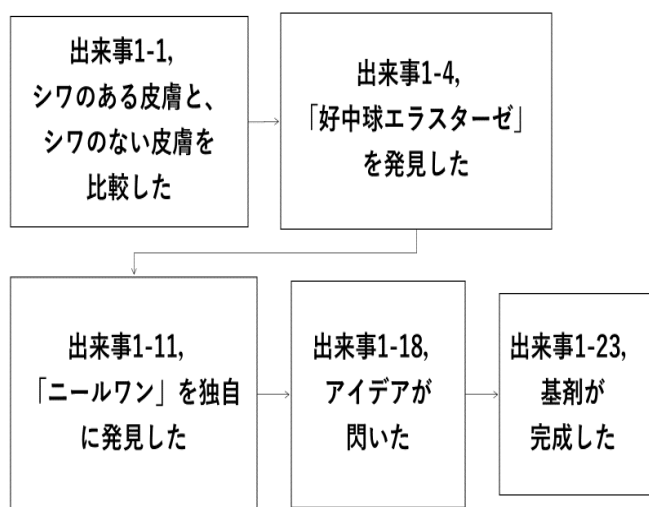 出来事1-1,
シワのある皮膚と、
シワのない皮膚を
比較した
出来事1-4,
「好中球エラスターゼ」
を発見した
出来事1-11,
「ニールワン」を独自
に発見した
出来事1-18,
アイデアが
閃いた
出来事1-23,
基剤が
完成した